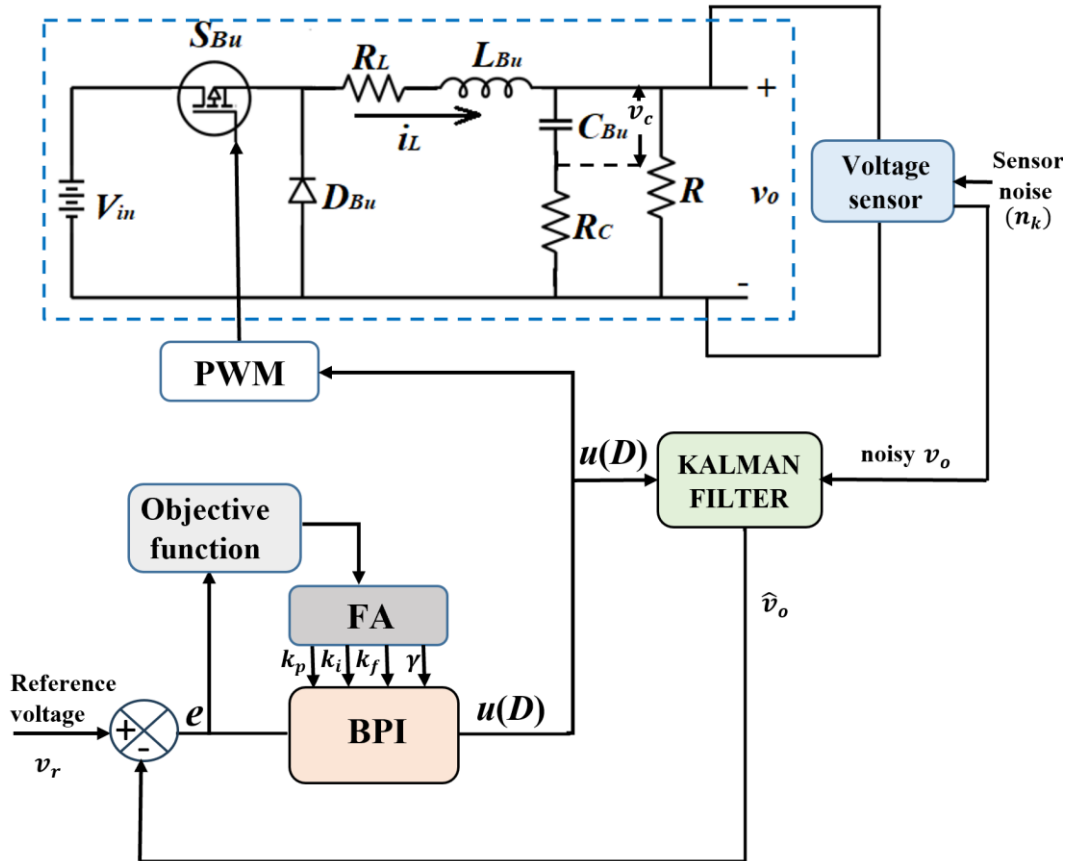 S_Bu
R_L
L_Bu
+
C_Bu
v_c
i_L
V_in
D_Bu
R_C
R
v_o
-
Voltage
sensor
Sensor
noise
(n_k)
PWM
u(D)
KALMAN
FILTER
noisy v_o
Objective
function
FA
v̂_o
k_p
k_i
k_f
γ
Reference
voltage
v_r
+
-
e
BPI
u(D)